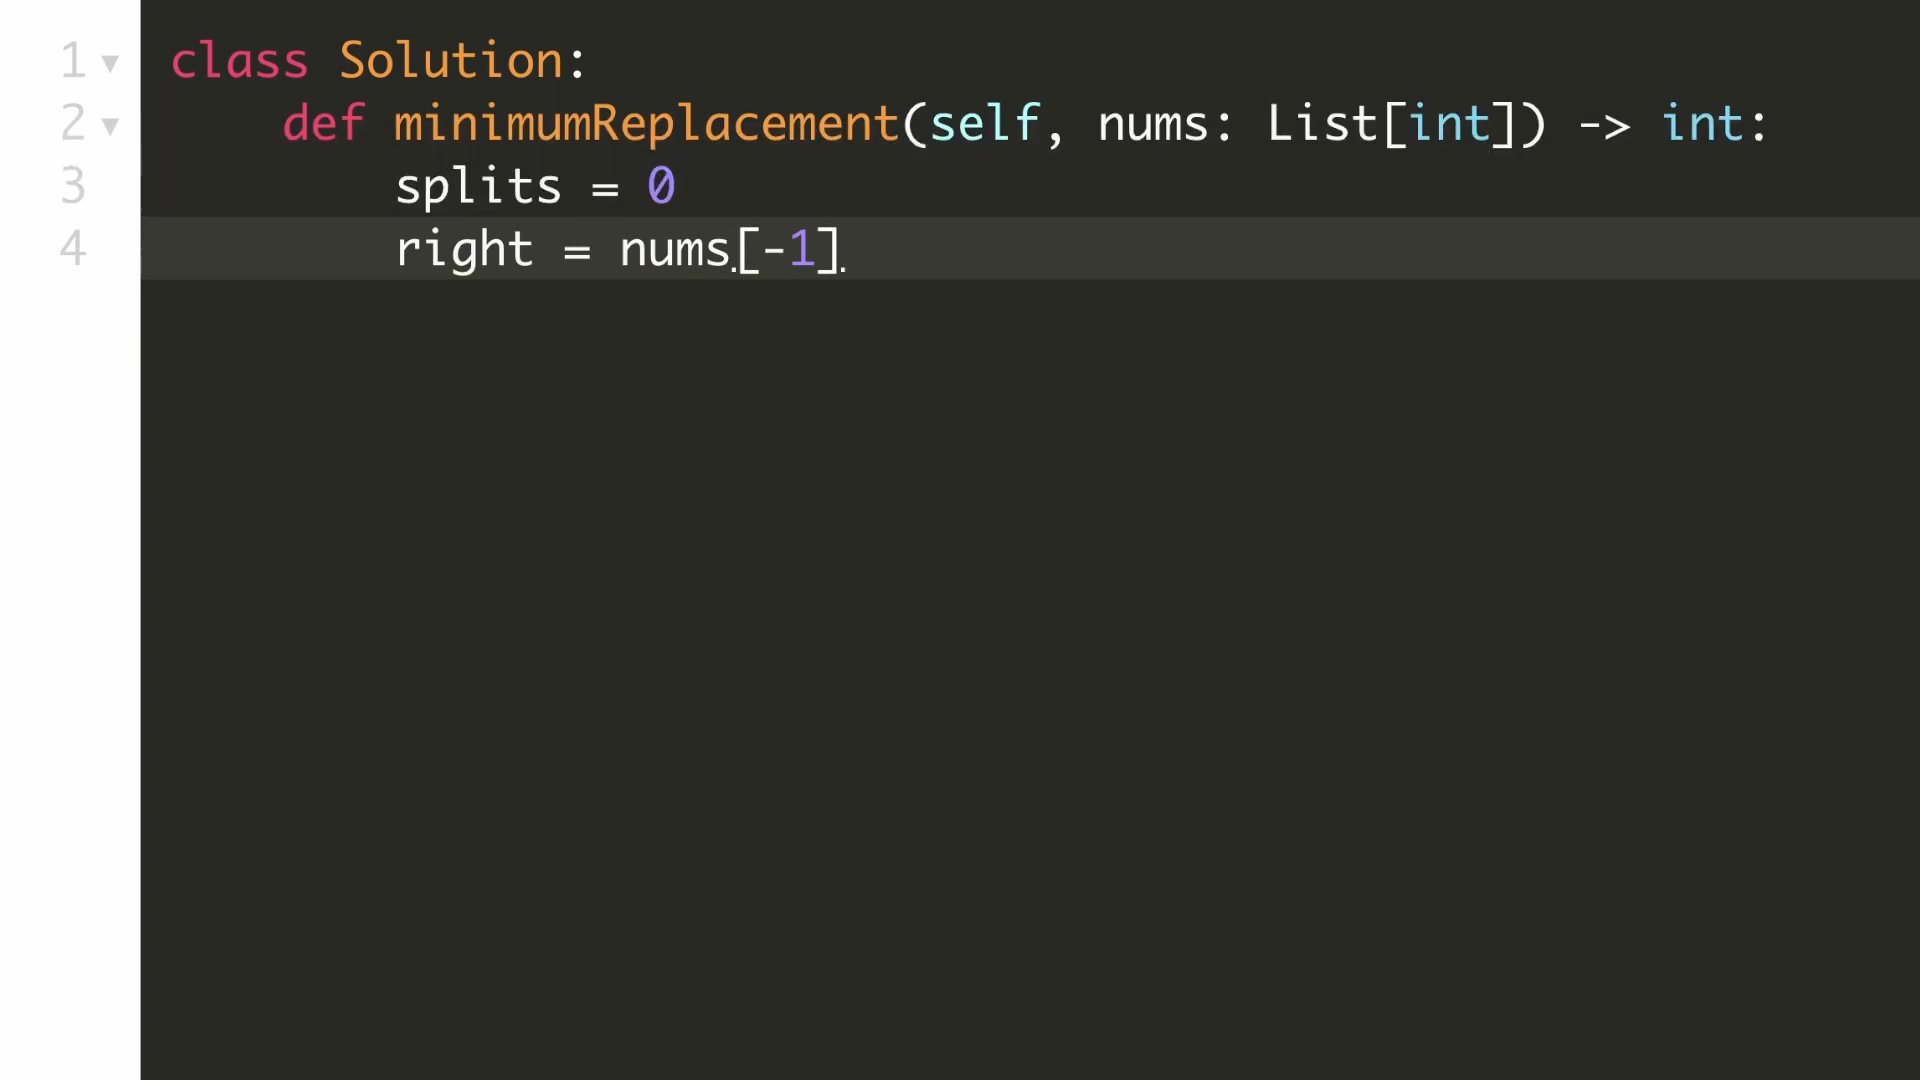 1 class Solution:
2 def minimumReplacement(self, nums: List[int]) -> int:
3 splits = 0
4 right = nums[-1]